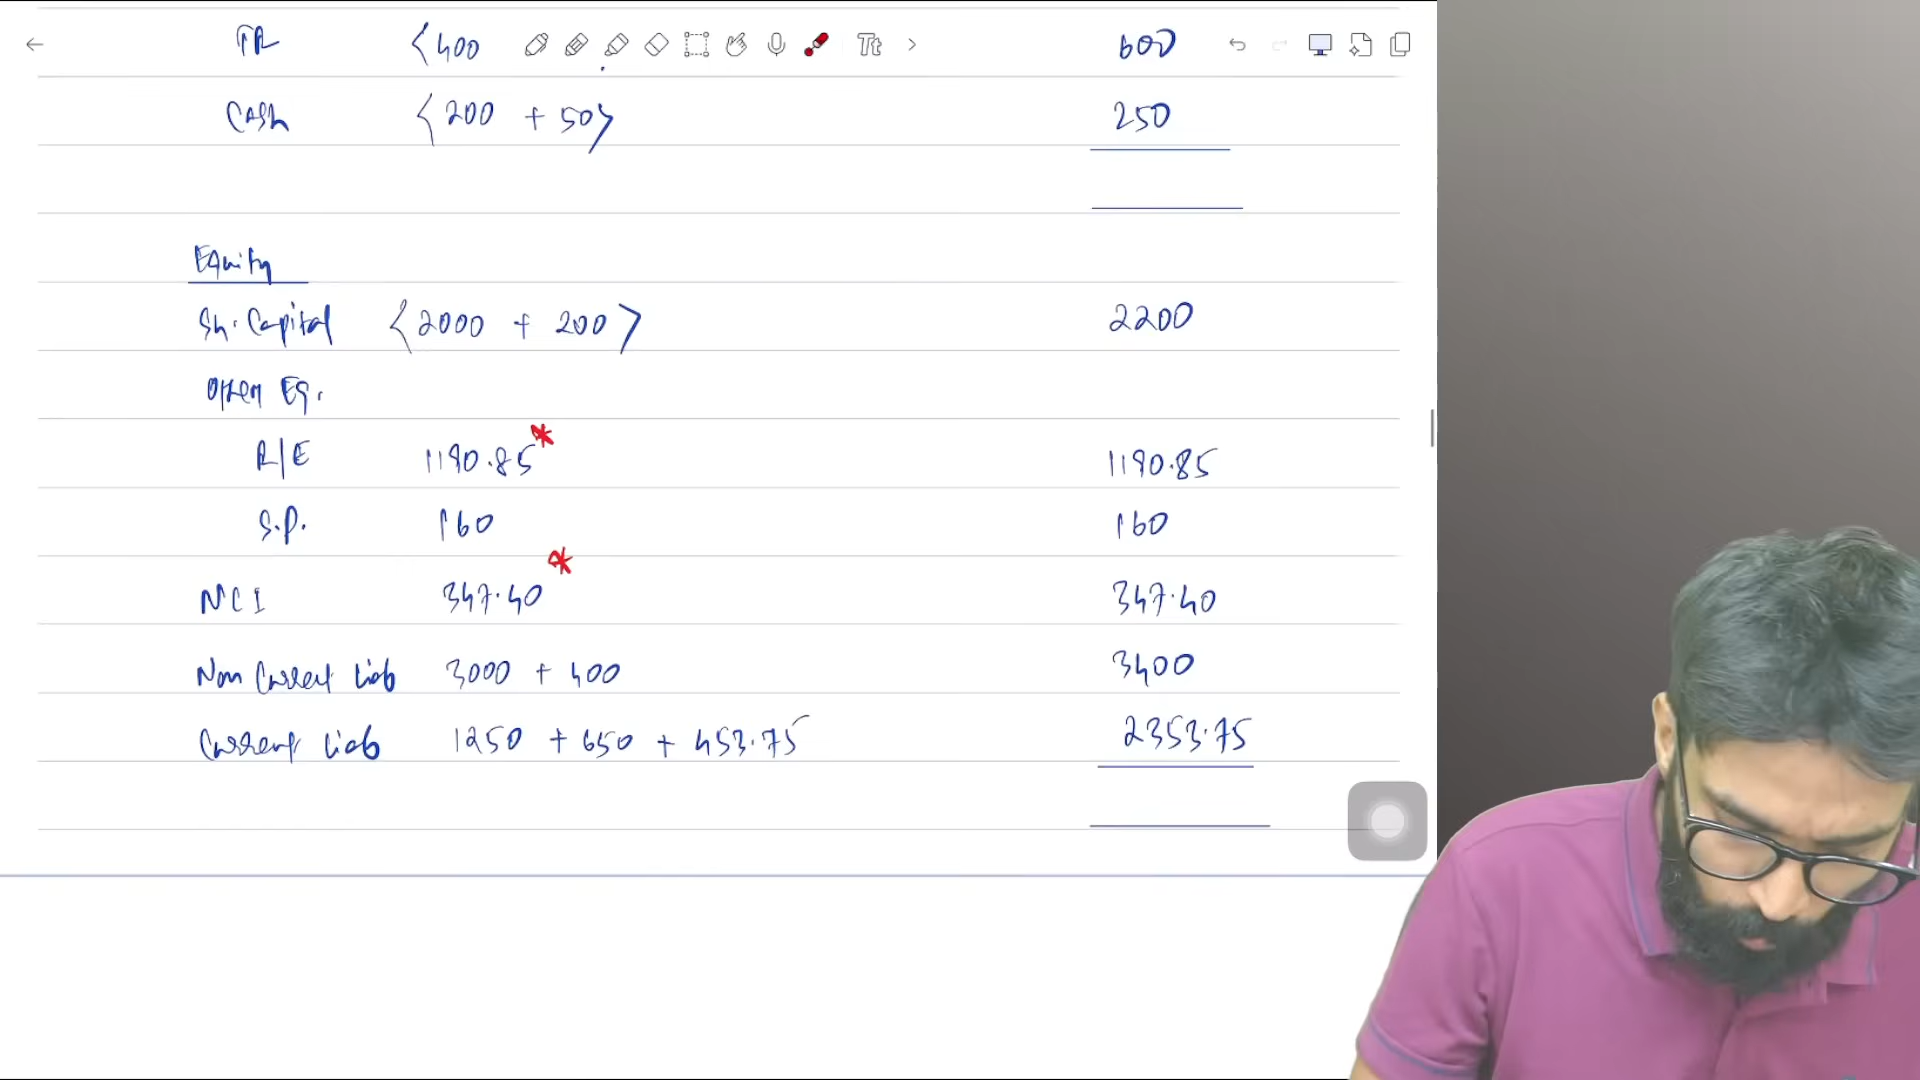 TR <400 600
Cash <200 + 50> 250
Equity
Sh. Capital <2000 + 200> 2200
Other Eq.
R/E 1190.85* 1190.85
S.P. 160 160
NCI 347.40* 347.40
Non Current Liab 3000 + 400 3400
Current Liab 1250 + 650 + 453.75 2353.75